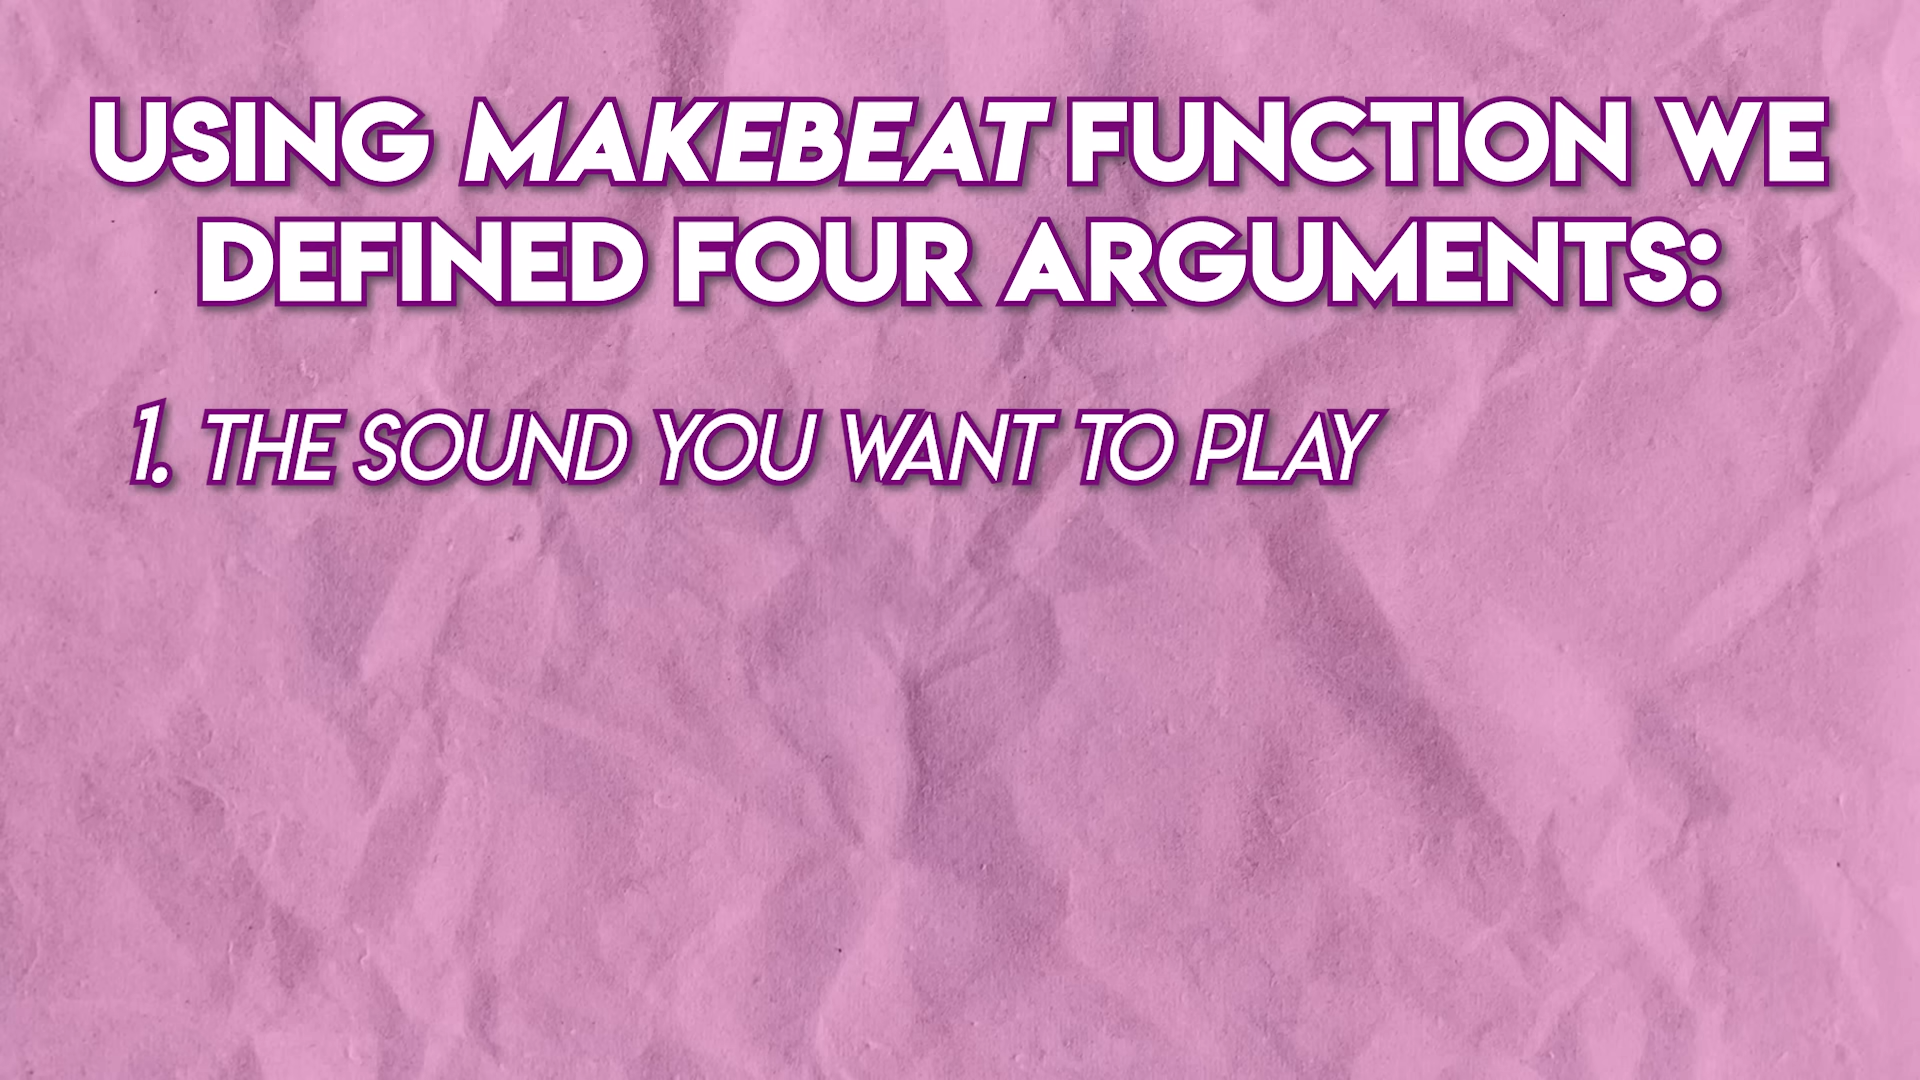 USING MAKEBEAT FUNCTION WE
DEFINED FOUR ARGUMENTS:
1. THE SOUND YOU WANT TO PLAY